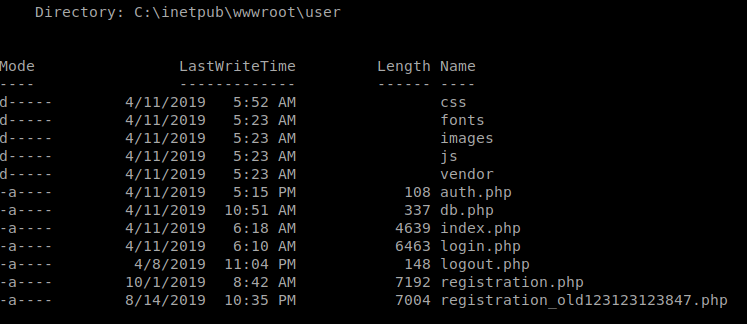 Directory: C:\inetpub\wwwroot\user
Mode                LastWriteTime         Length Name
----                -------------         ------ ----
d-----        4/11/2019   5:52 AM                css
d-----        4/11/2019   5:23 AM                fonts
d-----        4/11/2019   5:23 AM                images
d-----        4/11/2019   5:23 AM                js
d-----        4/11/2019   5:23 AM                vendor
-a----        4/11/2019   5:15 PM            108 auth.php
-a----        4/11/2019  10:51 AM            337 db.php
-a----        4/11/2019   6:18 AM           4639 index.php
-a----        4/11/2019   6:10 AM           6463 login.php
-a----         4/8/2019  11:04 PM            148 logout.php
-a----        10/1/2019   8:42 AM           7192 registration.php
-a----        8/14/2019  10:35 PM           7004 registration_old123123123847.php